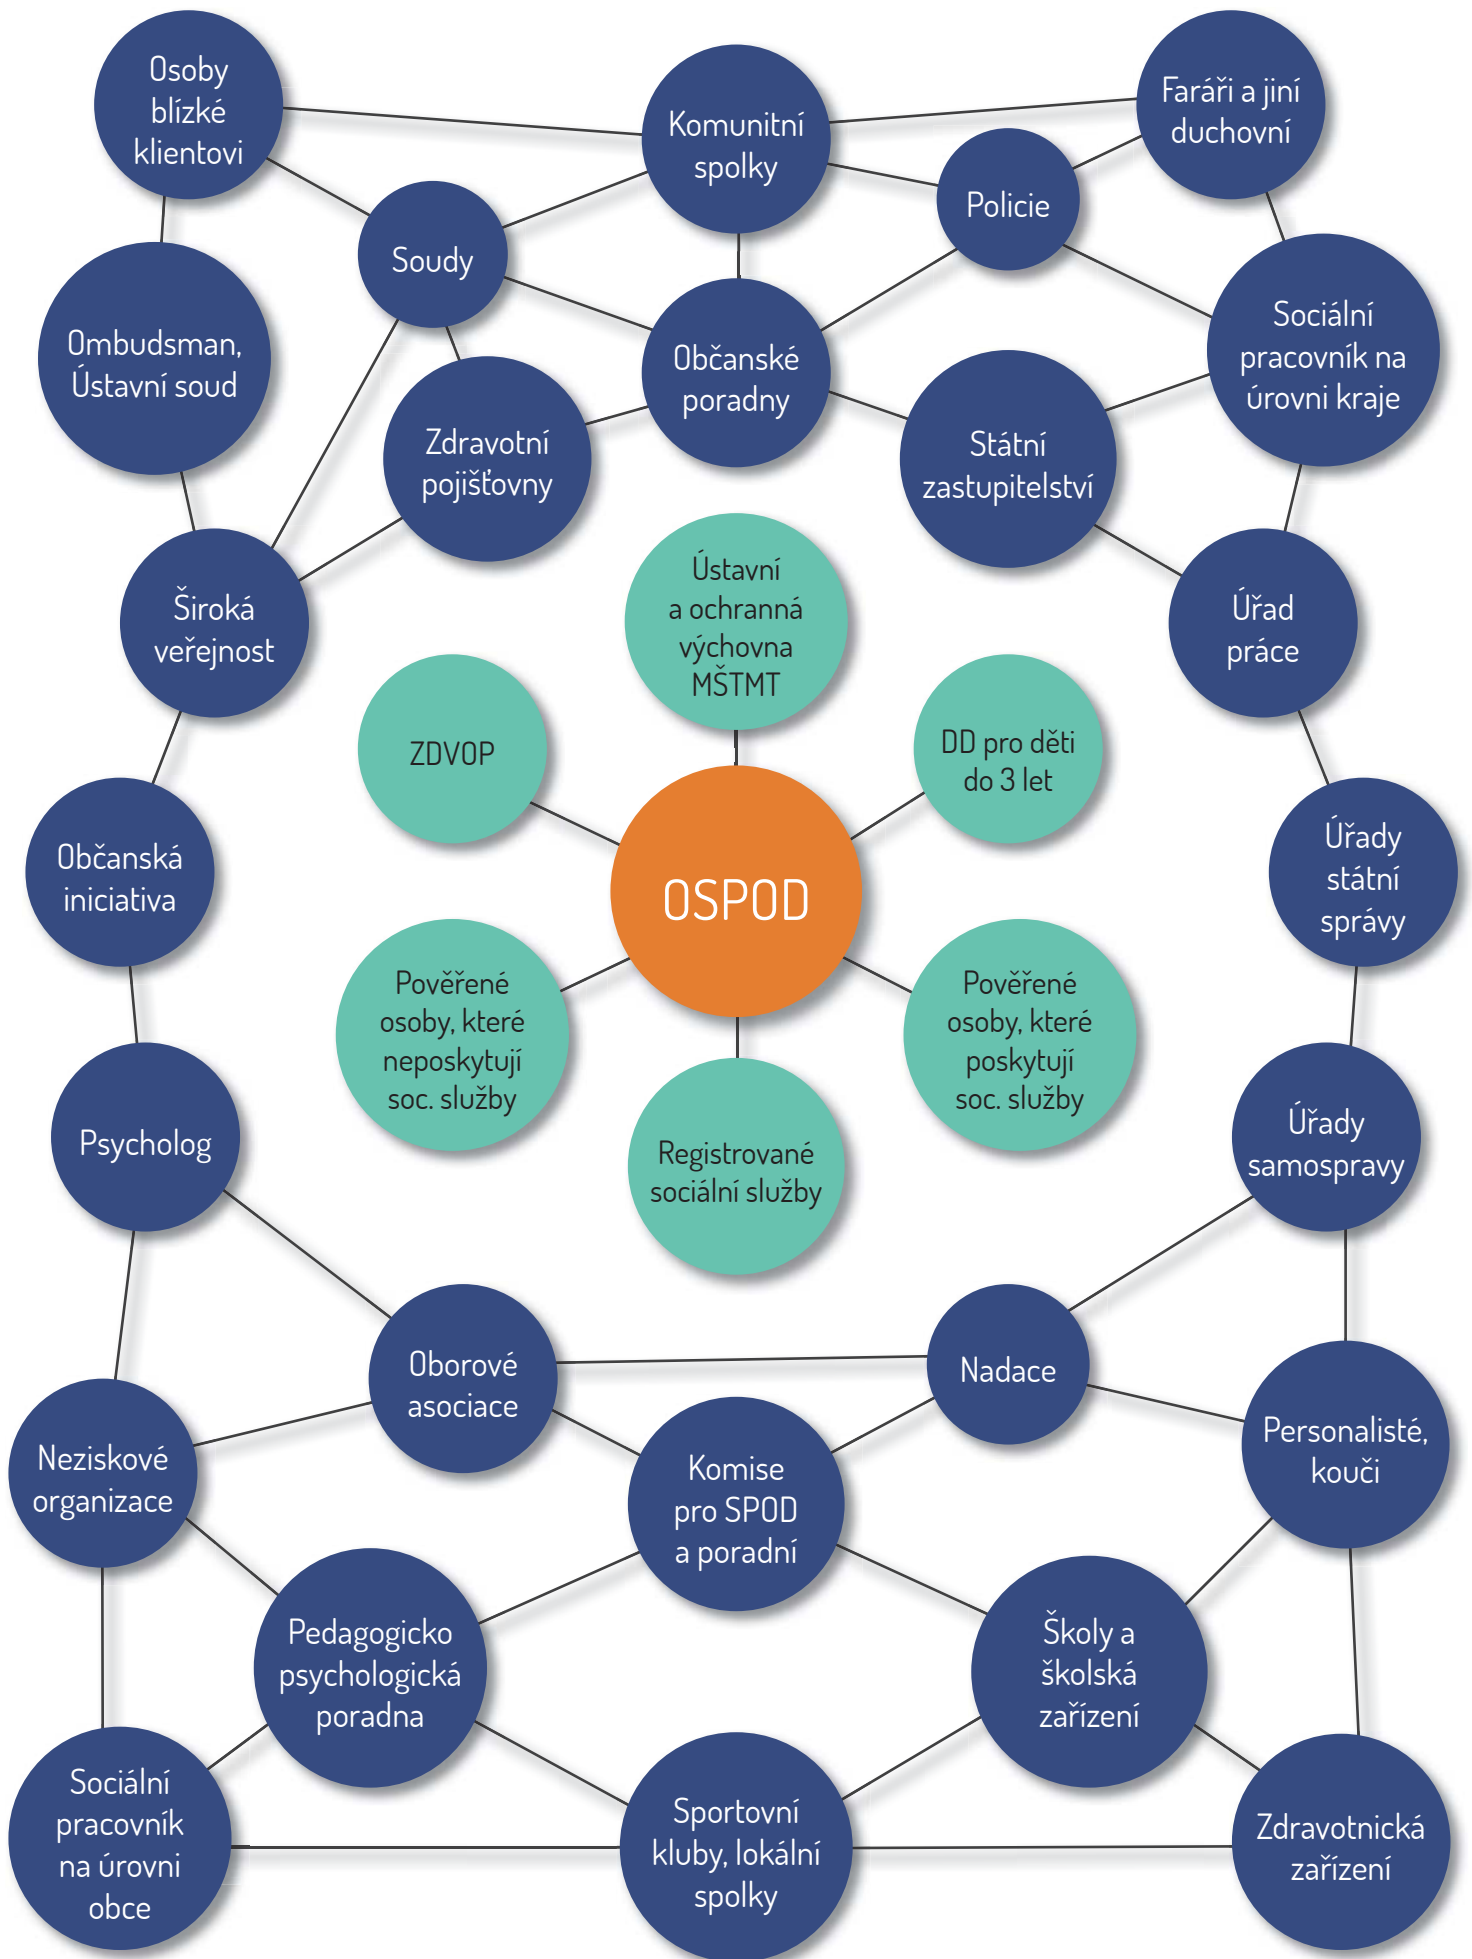 Osoby
blízké
klientovi
Komunitní
spolky
Faráři a jiní
duchovní
Policie
Soudy
Ombudsman,
Ústavní soud
Občanské
poradny
Sociální
pracovník na
úrovni kraje
Zdravotní
pojišťovny
Státní
zastupitelství
Široká
veřejnost
Ústavní
a ochranná
výchovna
MŠTMT
Úřad
práce
ZDVOP
DD pro děti
do 3 let
Občanská
iniciativa
OSPOD
Úřady
státní
správy
Pověřené
osoby, které
neposkytují
soc. služby
Pověřené
osoby, které
poskytují
soc. služby
Psycholog
Registrované
sociální služby
Úřady
samospravy
Oborové
asociace
Nadace
Neziskové
organizace
Komise
pro SPOD
a poradní
Personalisté,
kouči
Pedagogicko
psychologická
poradna
Školy a
školská
zařízení
Sociální
pracovník
na úrovni
obce
Sportovní
kluby, lokální
spolky
Zdravotnická
zařízení